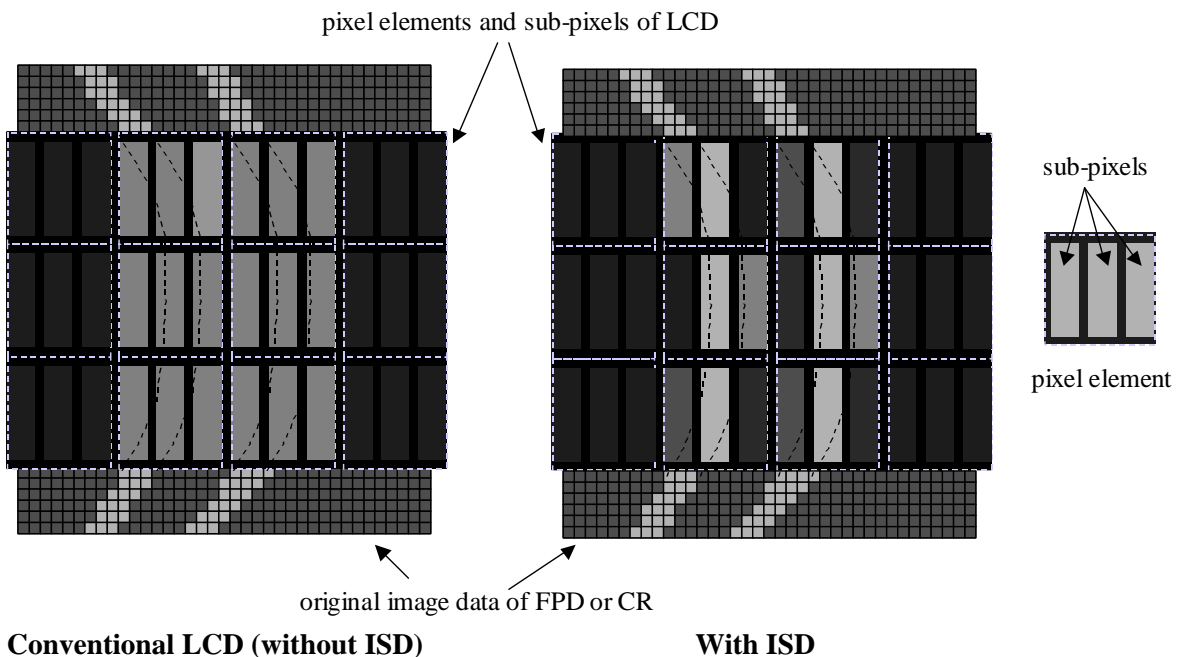 pixel elements and sub-pixels of LCD
sub-pixels
pixel element
original image data of FPD or CR
Conventional LCD (without ISD)
With ISD